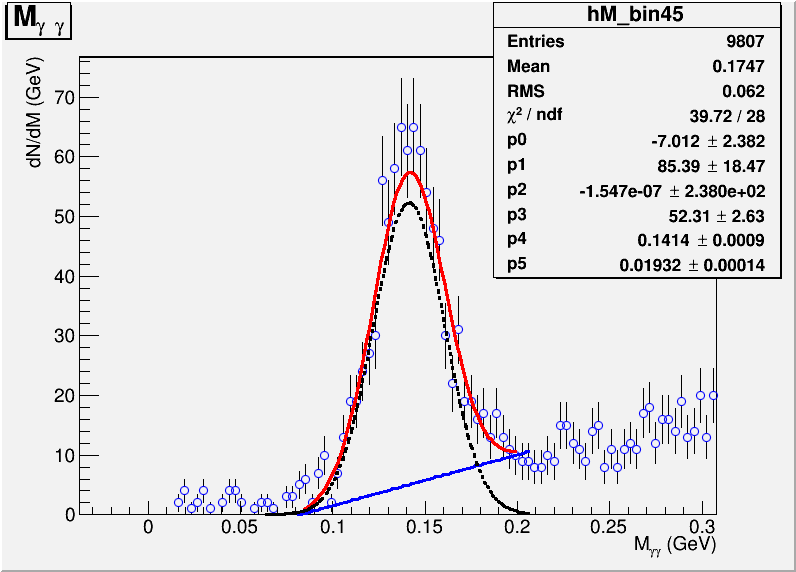 M_γ γ
hM_bin45
Entries 9807
Mean 0.1747
RMS 0.062
χ² / ndf 39.72 / 28
p0 -7.012 ± 2.382
p1 85.39 ± 18.47
p2 -1.547e-07 ± 2.380e+02
p3 52.31 ± 2.63
p4 0.1414 ± 0.0009
p5 0.01932 ± 0.00014
dN/dM (GeV)
70
60
50
40
30
20
10
0
0 0.05 0.1 0.15 0.2 0.25 0.3
M_γγ (GeV)